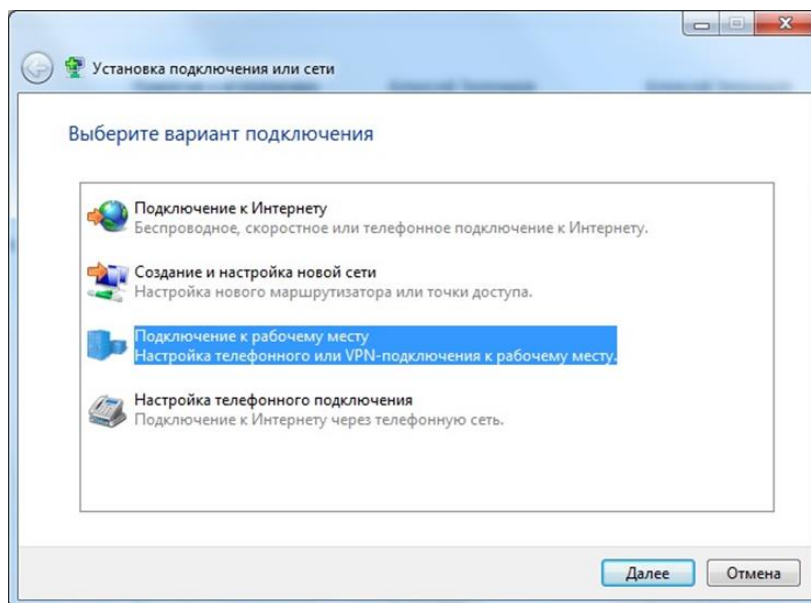 Установка подключения или сети
Выберите вариант подключения
Подключение к Интернету
Беспроводное, скоростное или телефонное подключение к Интернету.
Создание и настройка новой сети
Настройка нового маршрутизатора или точки доступа.
Подключение к рабочему месту
Настройка телефонного или VPN-подключения к рабочему месту.
Настройка телефонного подключения
Подключение к Интернету через телефонную сеть.
Далее
Отмена